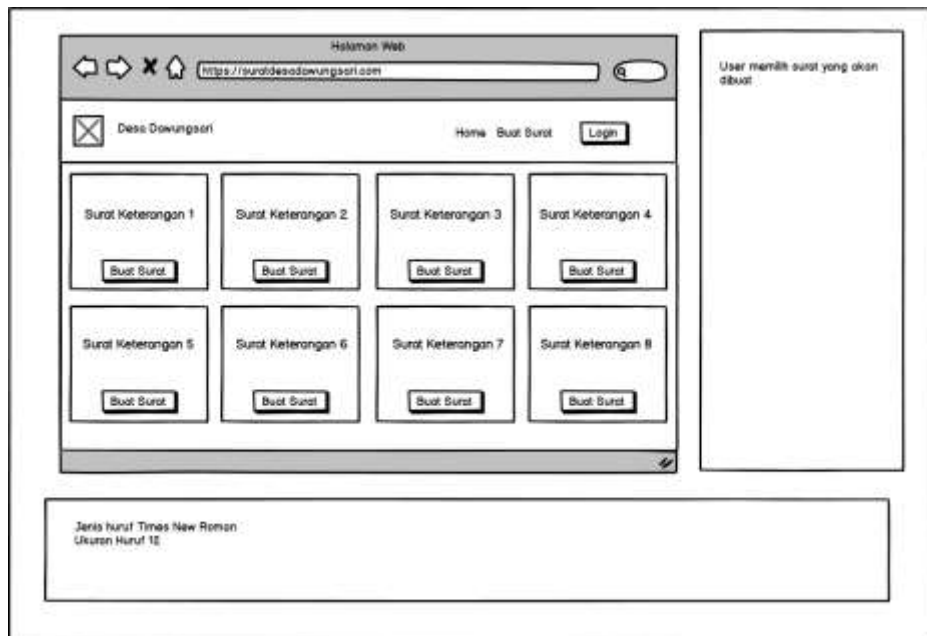 Halaman Web
https://suratdesadawungsari.com
User memilih surat yang akan
dibuat
Desa Dawungsari
Home Buat Surat Login
Surat Keterangan 1 Surat Keterangan 2 Surat Keterangan 3 Surat Keterangan 4
Buat Surat Buat Surat Buat Surat Buat Surat
Surat Keterangan 5 Surat Keterangan 6 Surat Keterangan 7 Surat Keterangan 8
Buat Surat Buat Surat Buat Surat Buat Surat
Jenis huruf Times New Roman
Ukuran Huruf 12